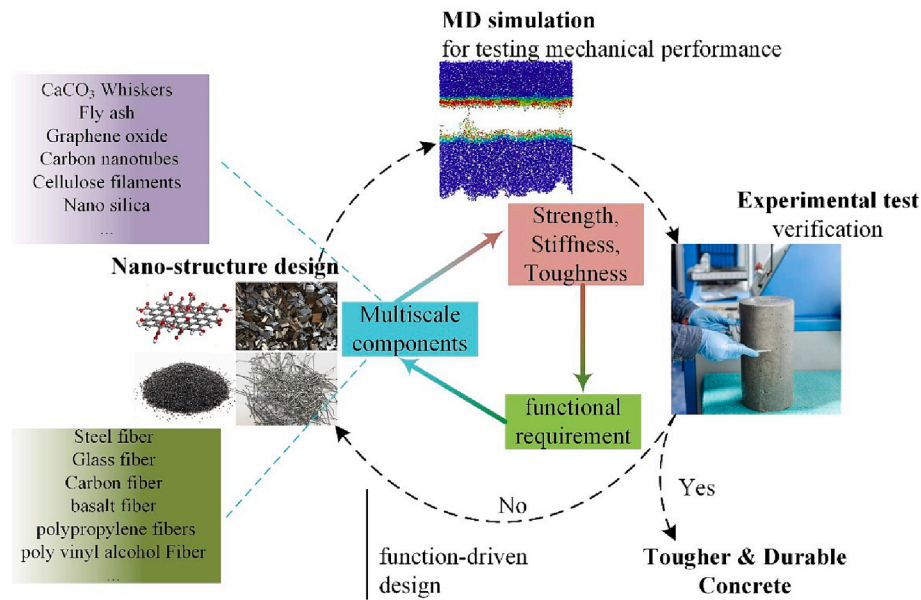 MD simulation
for testing mechanical performance
CaCO₃ Whiskers
Fly ash
Graphene oxide
Carbon nanotubes
Cellulose filaments
Nano silica
...
Experimental test
verification
Strength,
Stiffness,
Toughness
Nano-structure design
Multiscale
components
functional
requirement
Steel fiber
Glass fiber
Carbon fiber
basalt fiber
polypropylene fibers
poly vinyl alcohol Fiber
...
No
Yes
function-driven
design
Tougher & Durable
Concrete